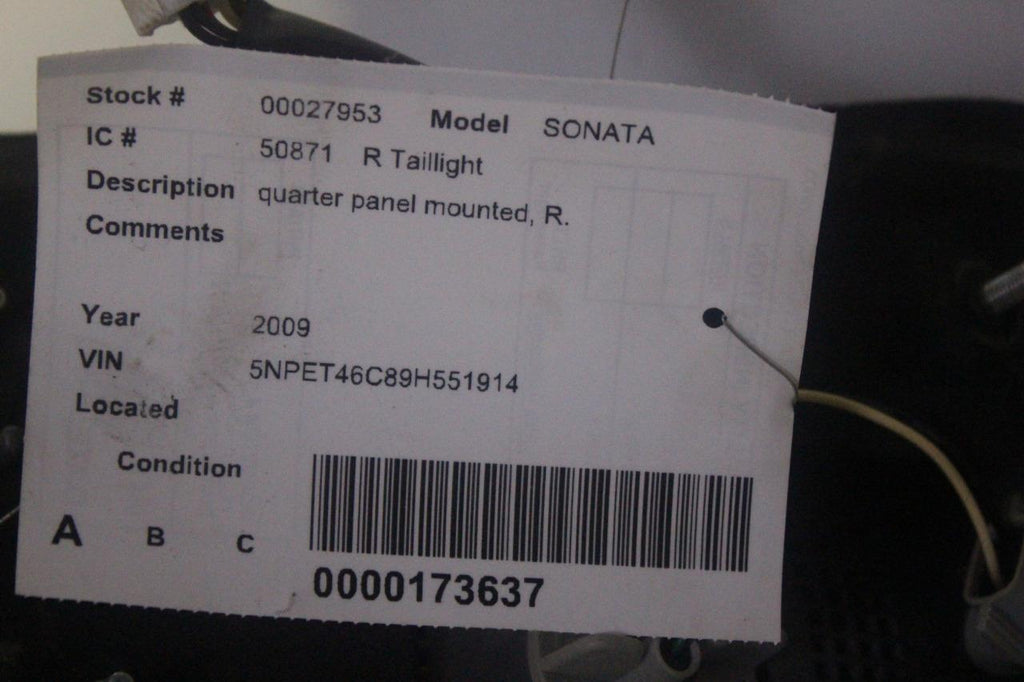 Stock # 00027953 Model SONATA
IC # 50871 R Taillight
Description quarter panel mounted, R.
Comments
Year 2009
VIN 5NPET46C89H551914
Located
Condition
A B C
0000173637